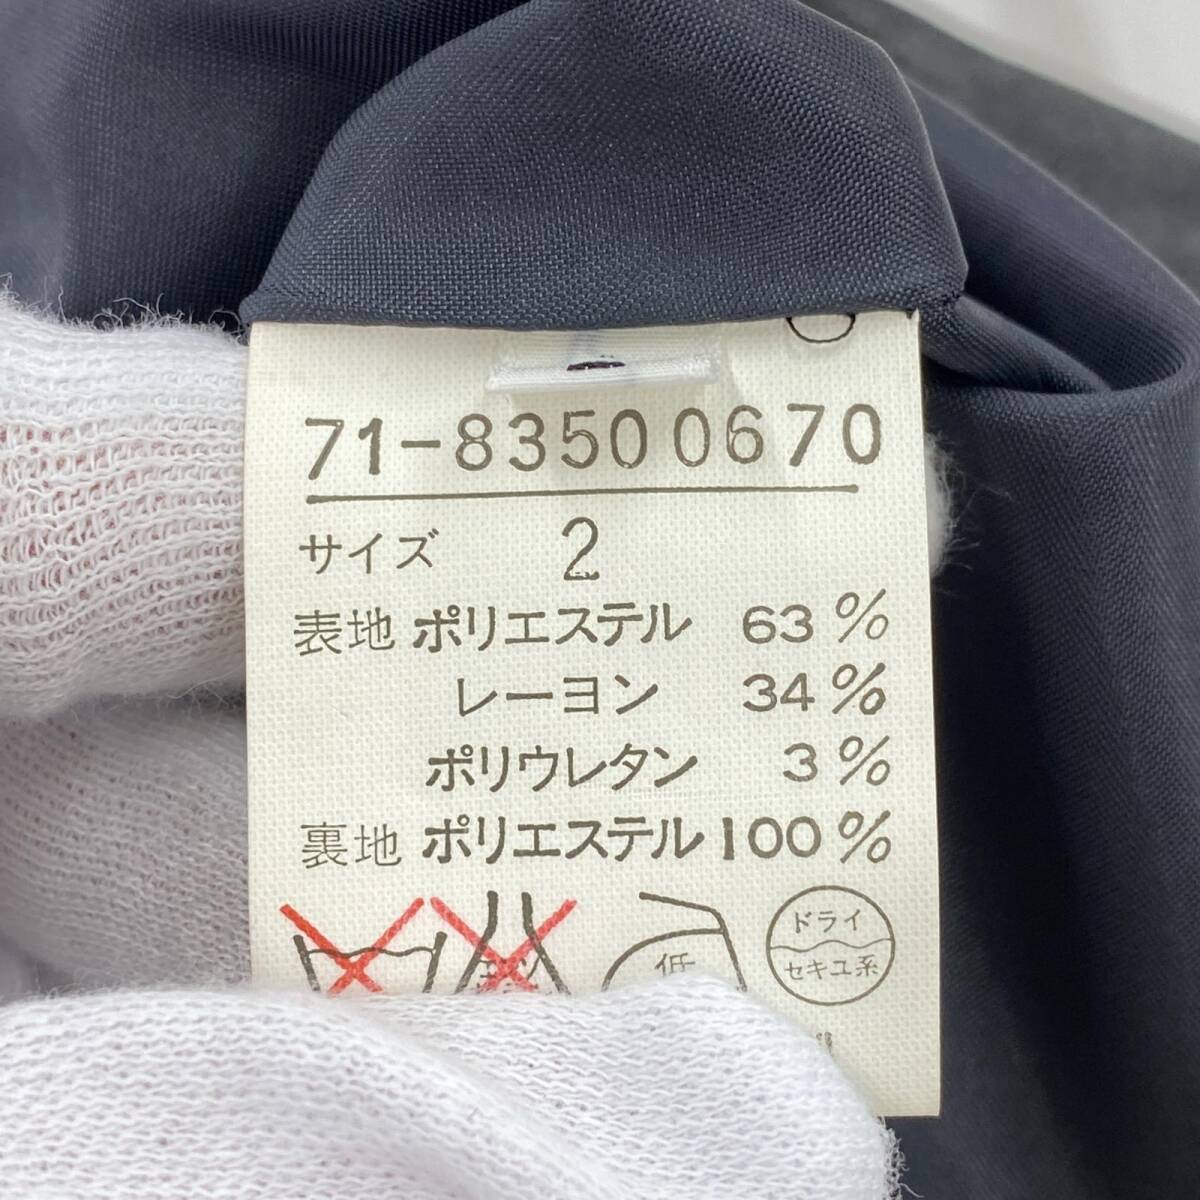 71-83500670
サイズ 2
表地 ポリエステル 63%
レーヨン 34%
ポリウレタン 3%
裏地 ポリエステル 100%
低
ドライ
セキユ系